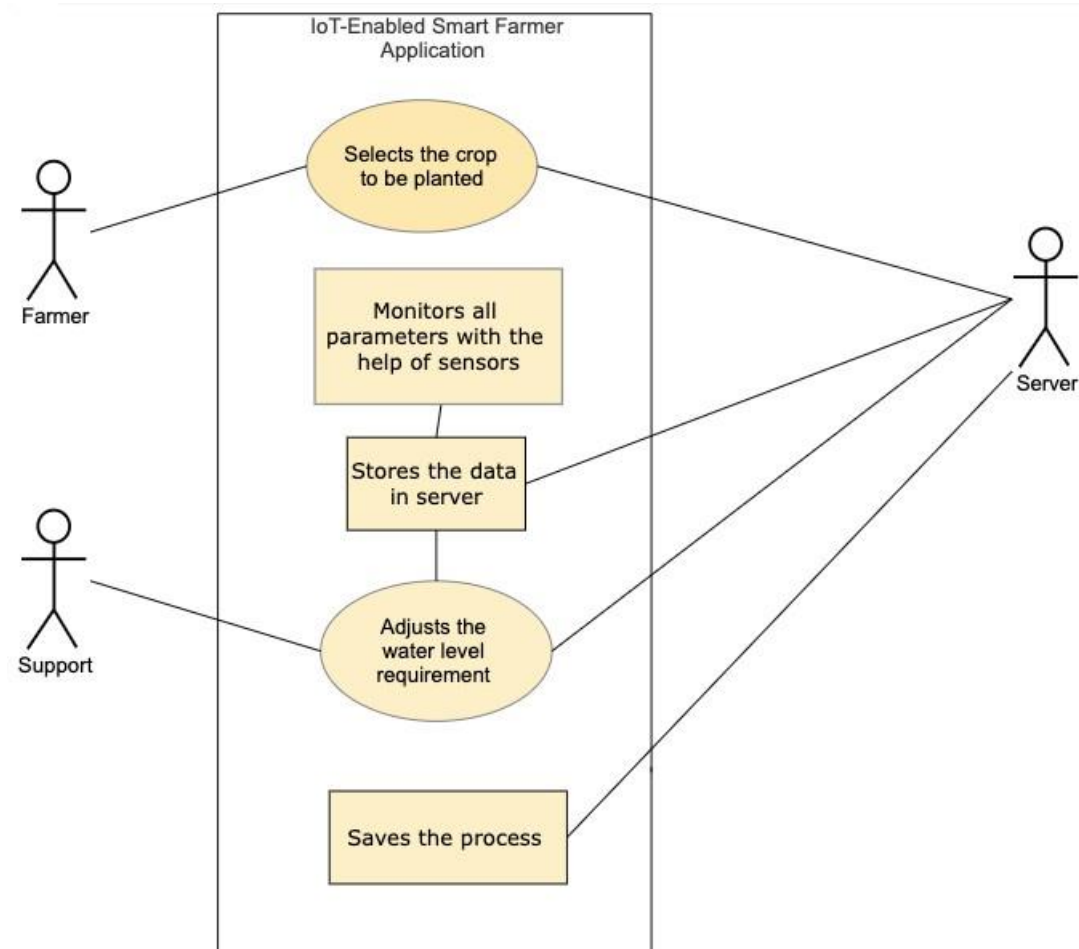 IoT-Enabled Smart Farmer
Application
Selects the crop
to be planted
Farmer
Monitors all
parameters with the
help of sensors
Server
Stores the data
in server
Adjusts the
water level
requirement
Support
Saves the process